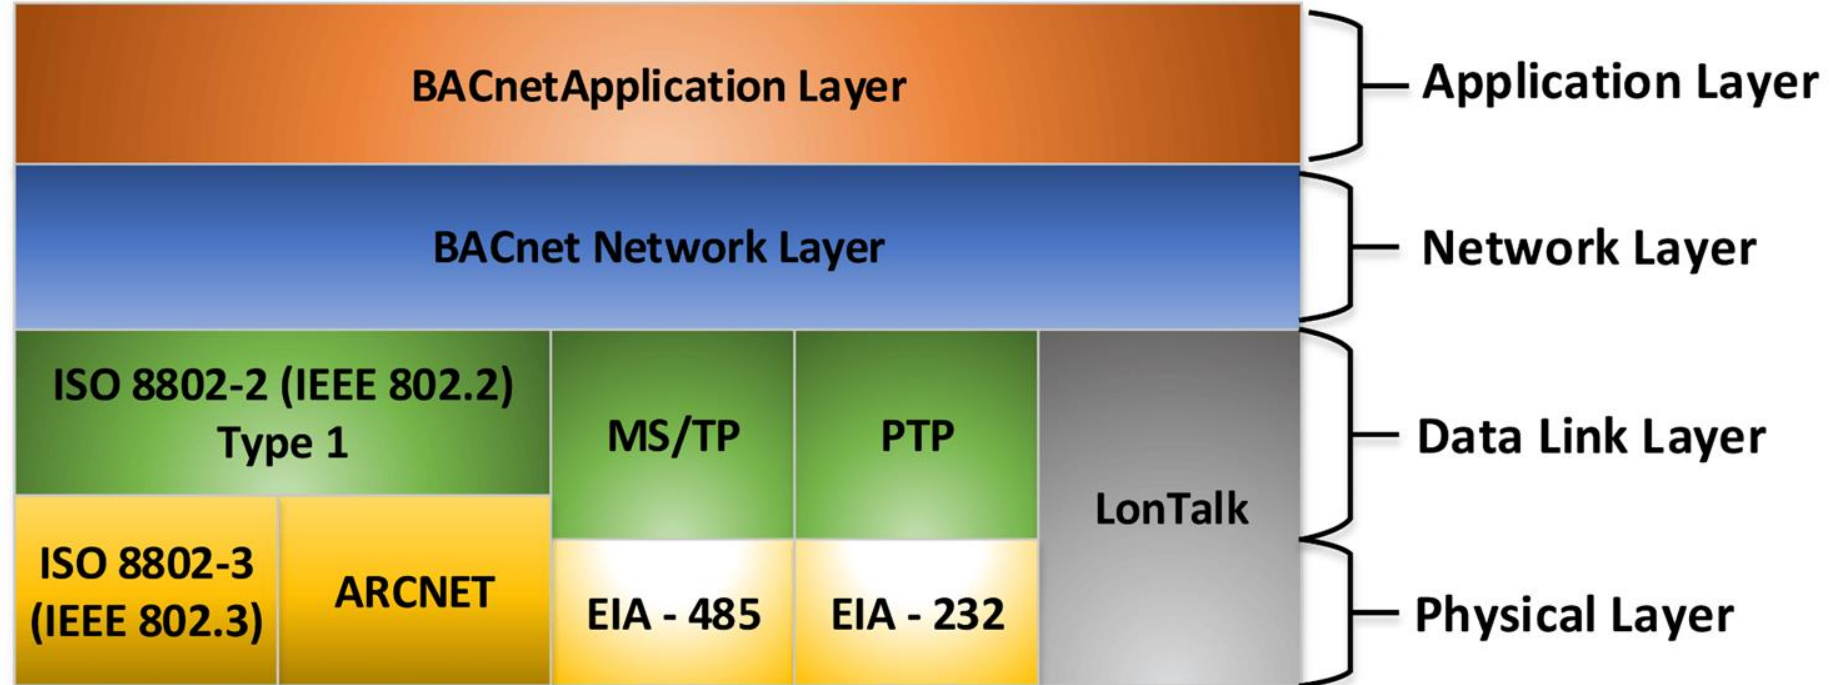 BACnetApplication Layer
Application Layer
BACnet Network Layer
Network Layer
ISO 8802-2 (IEEE 802.2)
Type 1
MS/TP
PTP
LonTalk
Data Link Layer
ISO 8802-3
(IEEE 802.3)
ARCNET
EIA - 485
EIA - 232
Physical Layer